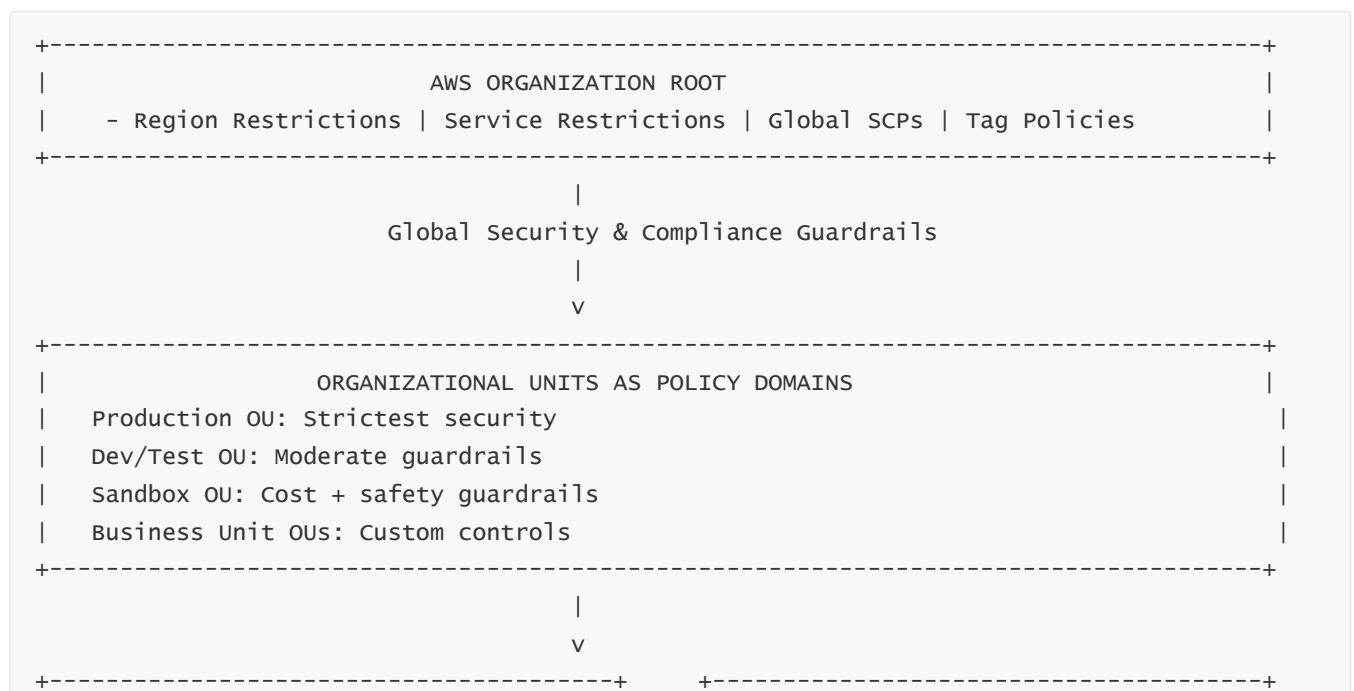 +--------------------------------------------------------------------------------------+
|                           AWS ORGANIZATION ROOT                                      |
|    - Region Restrictions | Service Restrictions | Global SCPs | Tag Policies         |
+--------------------------------------------------------------------------------------+
                                      |
                         Global Security & Compliance Guardrails
                                      |
                                      v
+--------------------------------------------------------------------------------------+
|                   ORGANIZATIONAL UNITS AS POLICY DOMAINS                             |
|   Production OU: Strictest security                                                   |
|   Dev/Test OU: Moderate guardrails                                                    |
|   Sandbox OU: Cost + safety guardrails                                                |
|   Business Unit OUs: Custom controls                                                  |
+--------------------------------------------------------------------------------------+
                                      |
                                      v
+----------------------------------------+     +---------------------------------------+